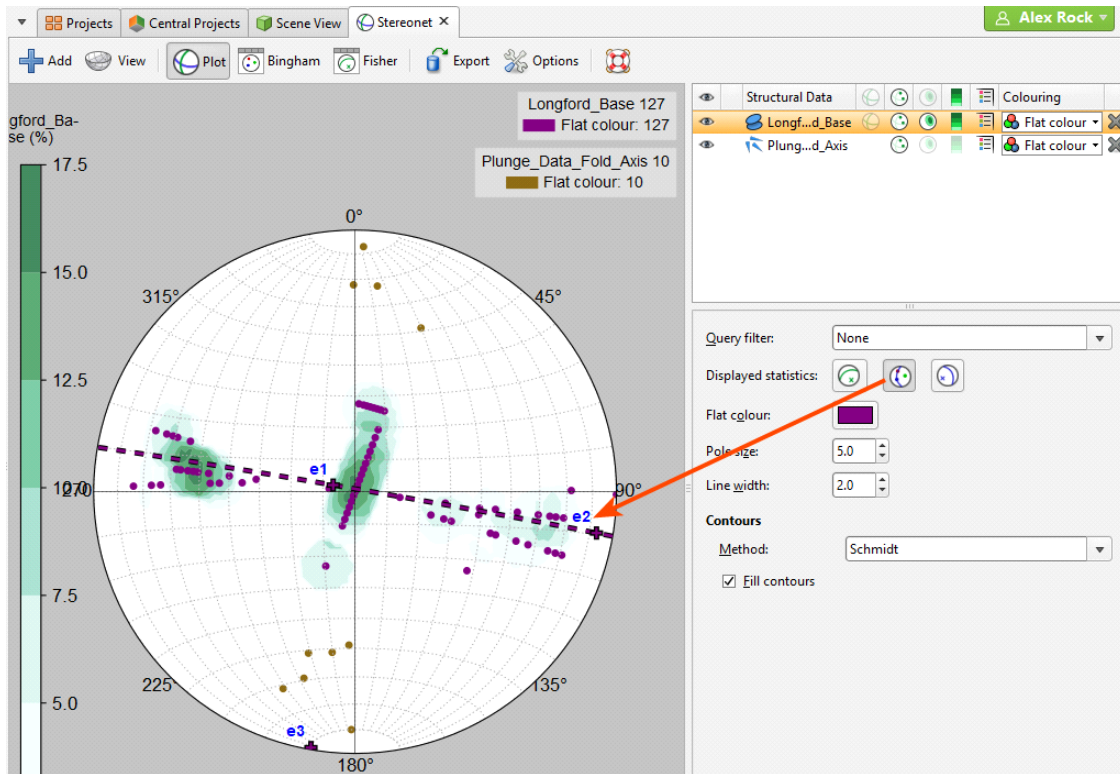 Projects Central Projects Scene View Stereonet
Alex Rock
Add View Plot Bingham Fisher Export Options
gford_Ba-
se (%)
17.5
15.0
12.5
10.0
7.5
5.0
Longford_Base 127
Flat colour: 127
Plunge_Data_Fold_Axis 10
Flat colour: 10
0°
315° 45°
e1
270 90°
e2
225° 135°
e3
180°
Structural Data Colouring
Longf...d_Base Flat colour
Plung...d_Axis Flat colour
Query filter: None
Displayed statistics:
Flat colour:
Pole size: 5.0
Line width: 2.0
Contours
Method: Schmidt
Fill contours